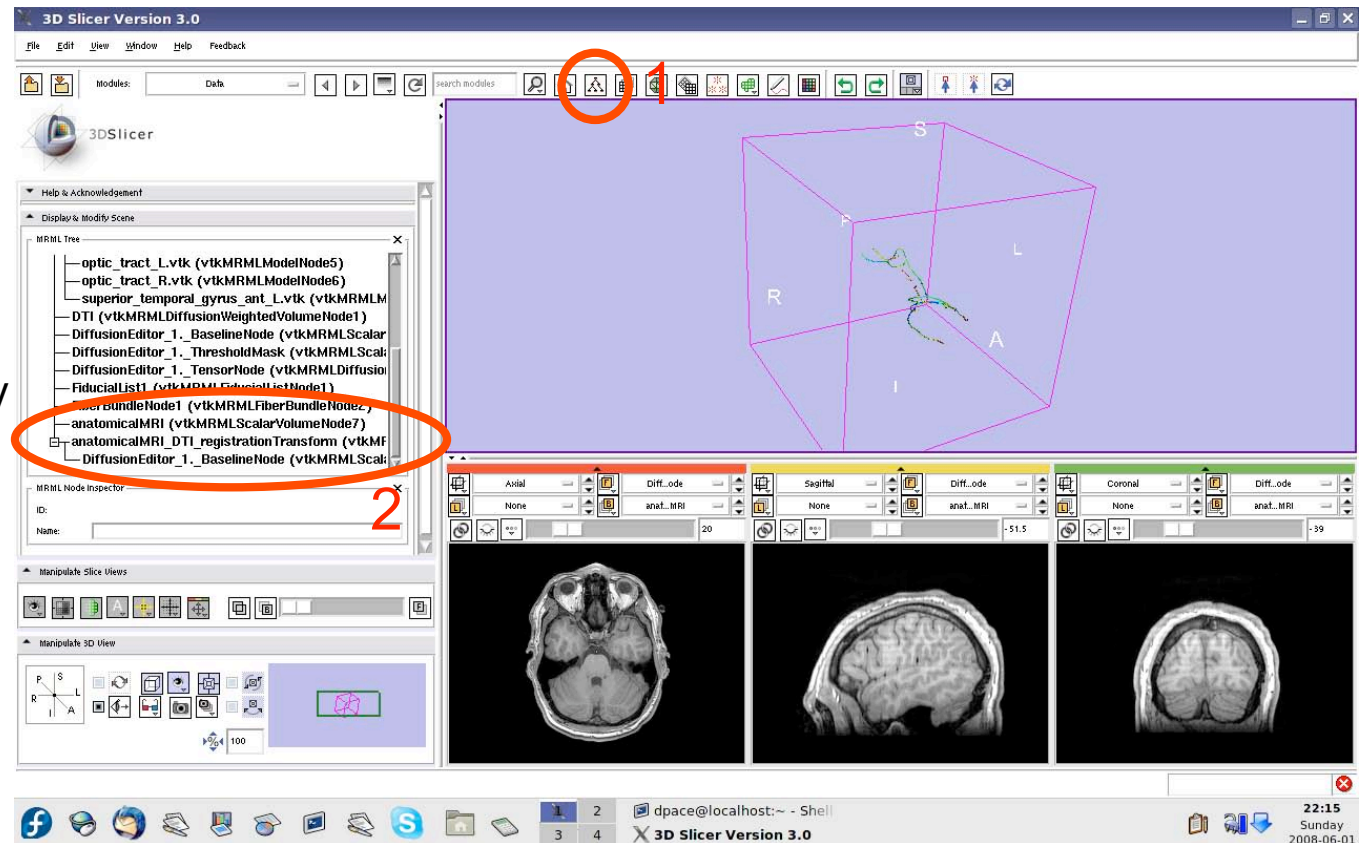 3D Slicer Version 3.0
File Edit View Window Help Feedback
Modules: Data search modules
1
3DSlicer
Help & Acknowledgement
Display & Modify Scene
MRML Tree
optic_tract_L.vtk (vtkMRMLModelNode5)
optic_tract_R.vtk (vtkMRMLModelNode6)
superior_temporal_gyrus_ant_L.vtk (vtkMRMLM
DTI (vtkMRMLDiffusionWeightedVolumeNode1)
DiffusionEditor_1._BaselineNode (vtkMRMLScalar
DiffusionEditor_1._ThresholdMask (vtkMRMLScal
DiffusionEditor_1._TensorNode (vtkMRMLDiffusio
FiducialList1 (vtkMRMLFiducialListNode1)
y
FiberBundleNode1 (vtkMRMLFiberBundleNode2)
anatomicalMRI (vtkMRMLScalarVolumeNode7)
anatomicalMRI_DTI_registrationTransform (vtkMF
DiffusionEditor_1._BaselineNode (vtkMRMLScal
2
MRML Node Inspector
ID:
Name:
Manipulate Slice Views
Manipulate 3D View
P S
R L
I A
100
S
P
L
R
A
I
Axial Diff...ode
None anat...MRI
20
Sagittal Diff...ode
None anat...MRI
-51.5
Coronal Diff...ode
None anat...MRI
-39
1 2
3 4
dpace@localhost:~ - Shell
3D Slicer Version 3.0
22:15
Sunday
2008-06-01